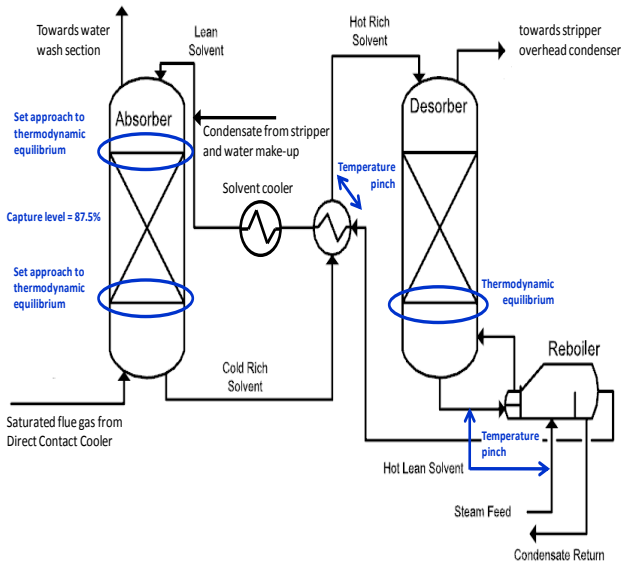 Towards water
wash section
Lean
Solvent
Hot Rich
Solvent
towards stripper
overhead condenser
Absorber
Desorber
Set approach to
thermodynamic
equilibrium
Condensate from stripper
and water make-up
Temperature
pinch
Solvent cooler
Capture level = 87.5%
Set approach to
thermodynamic
equilibrium
Thermodynamic
equilibrium
Reboiler
Cold Rich
Solvent
Saturated flue gas from
Direct Contact Cooler
Temperature
pinch
Hot Lean Solvent
Steam Feed
Condensate Return